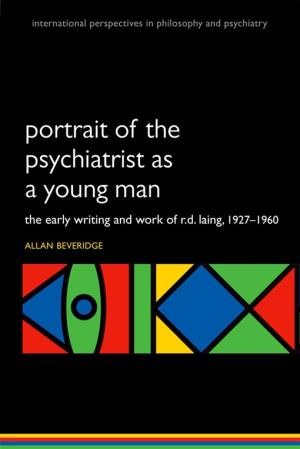 international perspectives in philosophy and psychiatry
portrait of the
psychiatrist as
a young man
the early writing and work of r.d. laing, 1927–1960
ALLAN BEVERIDGE